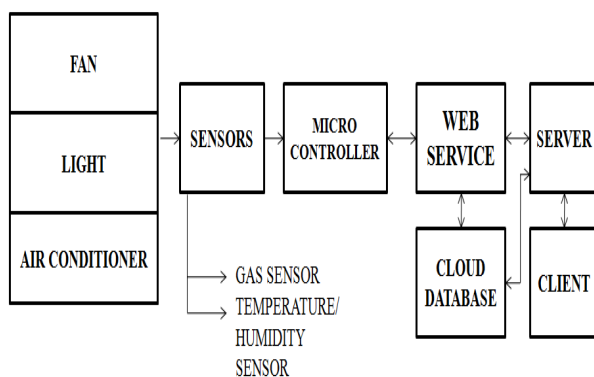 FAN
LIGHT
AIR CONDITIONER
SENSORS
MICRO
CONTROLLER
WEB
SERVICE
SERVER
CLOUD
DATABASE
CLIENT
GAS SENSOR
TEMPERATURE/
HUMIDITY
SENSOR